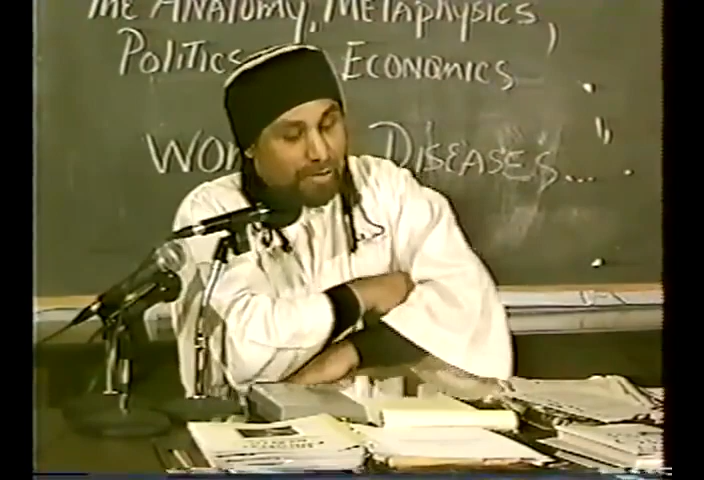 The Anatomy, Metaphysics,
Politics Economics
Diseases...